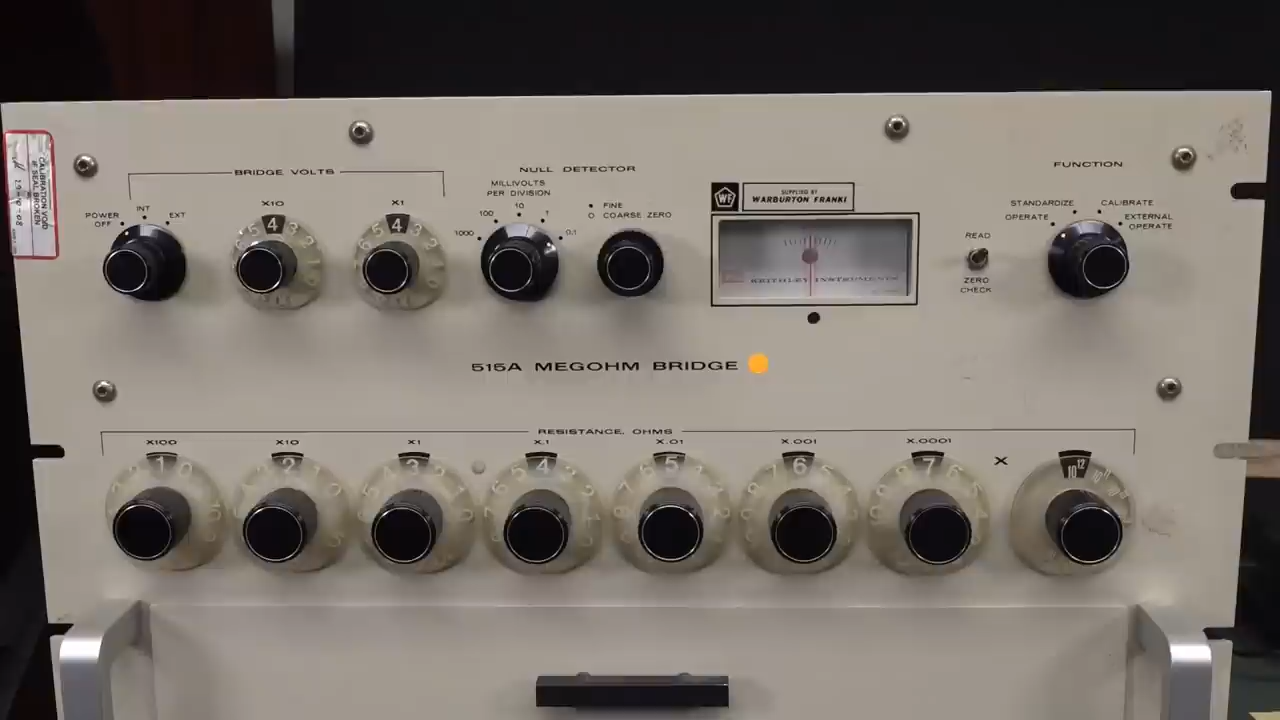 CALIBRATION VOID
IF SEAL BROKEN
BRIDGE VOLTS
POWER
OFF
INT
EXT
X10
4
X1
4
NULL DETECTOR
MILLIVOLTS
PER DIVISION
1000
100
10
1
0.1
FINE
COARSE ZERO
WF
SUPPLIED BY
WARBURTON FRANKI
KEITHLEY INSTRUMENTS
READ
ZERO
CHECK
FUNCTION
STANDARDIZE
OPERATE
CALIBRATE
EXTERNAL
OPERATE
515A MEGOHM BRIDGE
RESISTANCE, OHMS
X100
X10
X1
X.1
X.01
X.001
X.0001
1
2
3
4
5
6
7
X
10¹²